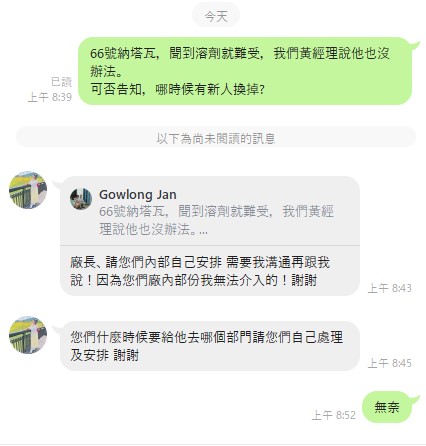 今天
66號納塔瓦，聞到溶劑就難受，我們黃經理說他也沒
辦法。
可否告知，哪時候有新人換掉?
已讀
上午 8:39
以下為尚未閱讀的訊息
Gowlong Jan
66號納塔瓦，聞到溶劑就難受，我們黃經
理說他也沒辦法。...
廠長、請您們內部自己安排 需要我溝通再跟我
說！因為您們廠內部份我無法介入的！謝謝
上午 8:43
您們什麼時候要給他去哪個部門請您們自己處理
及安排 謝謝
上午 8:45
無奈
上午 8:52